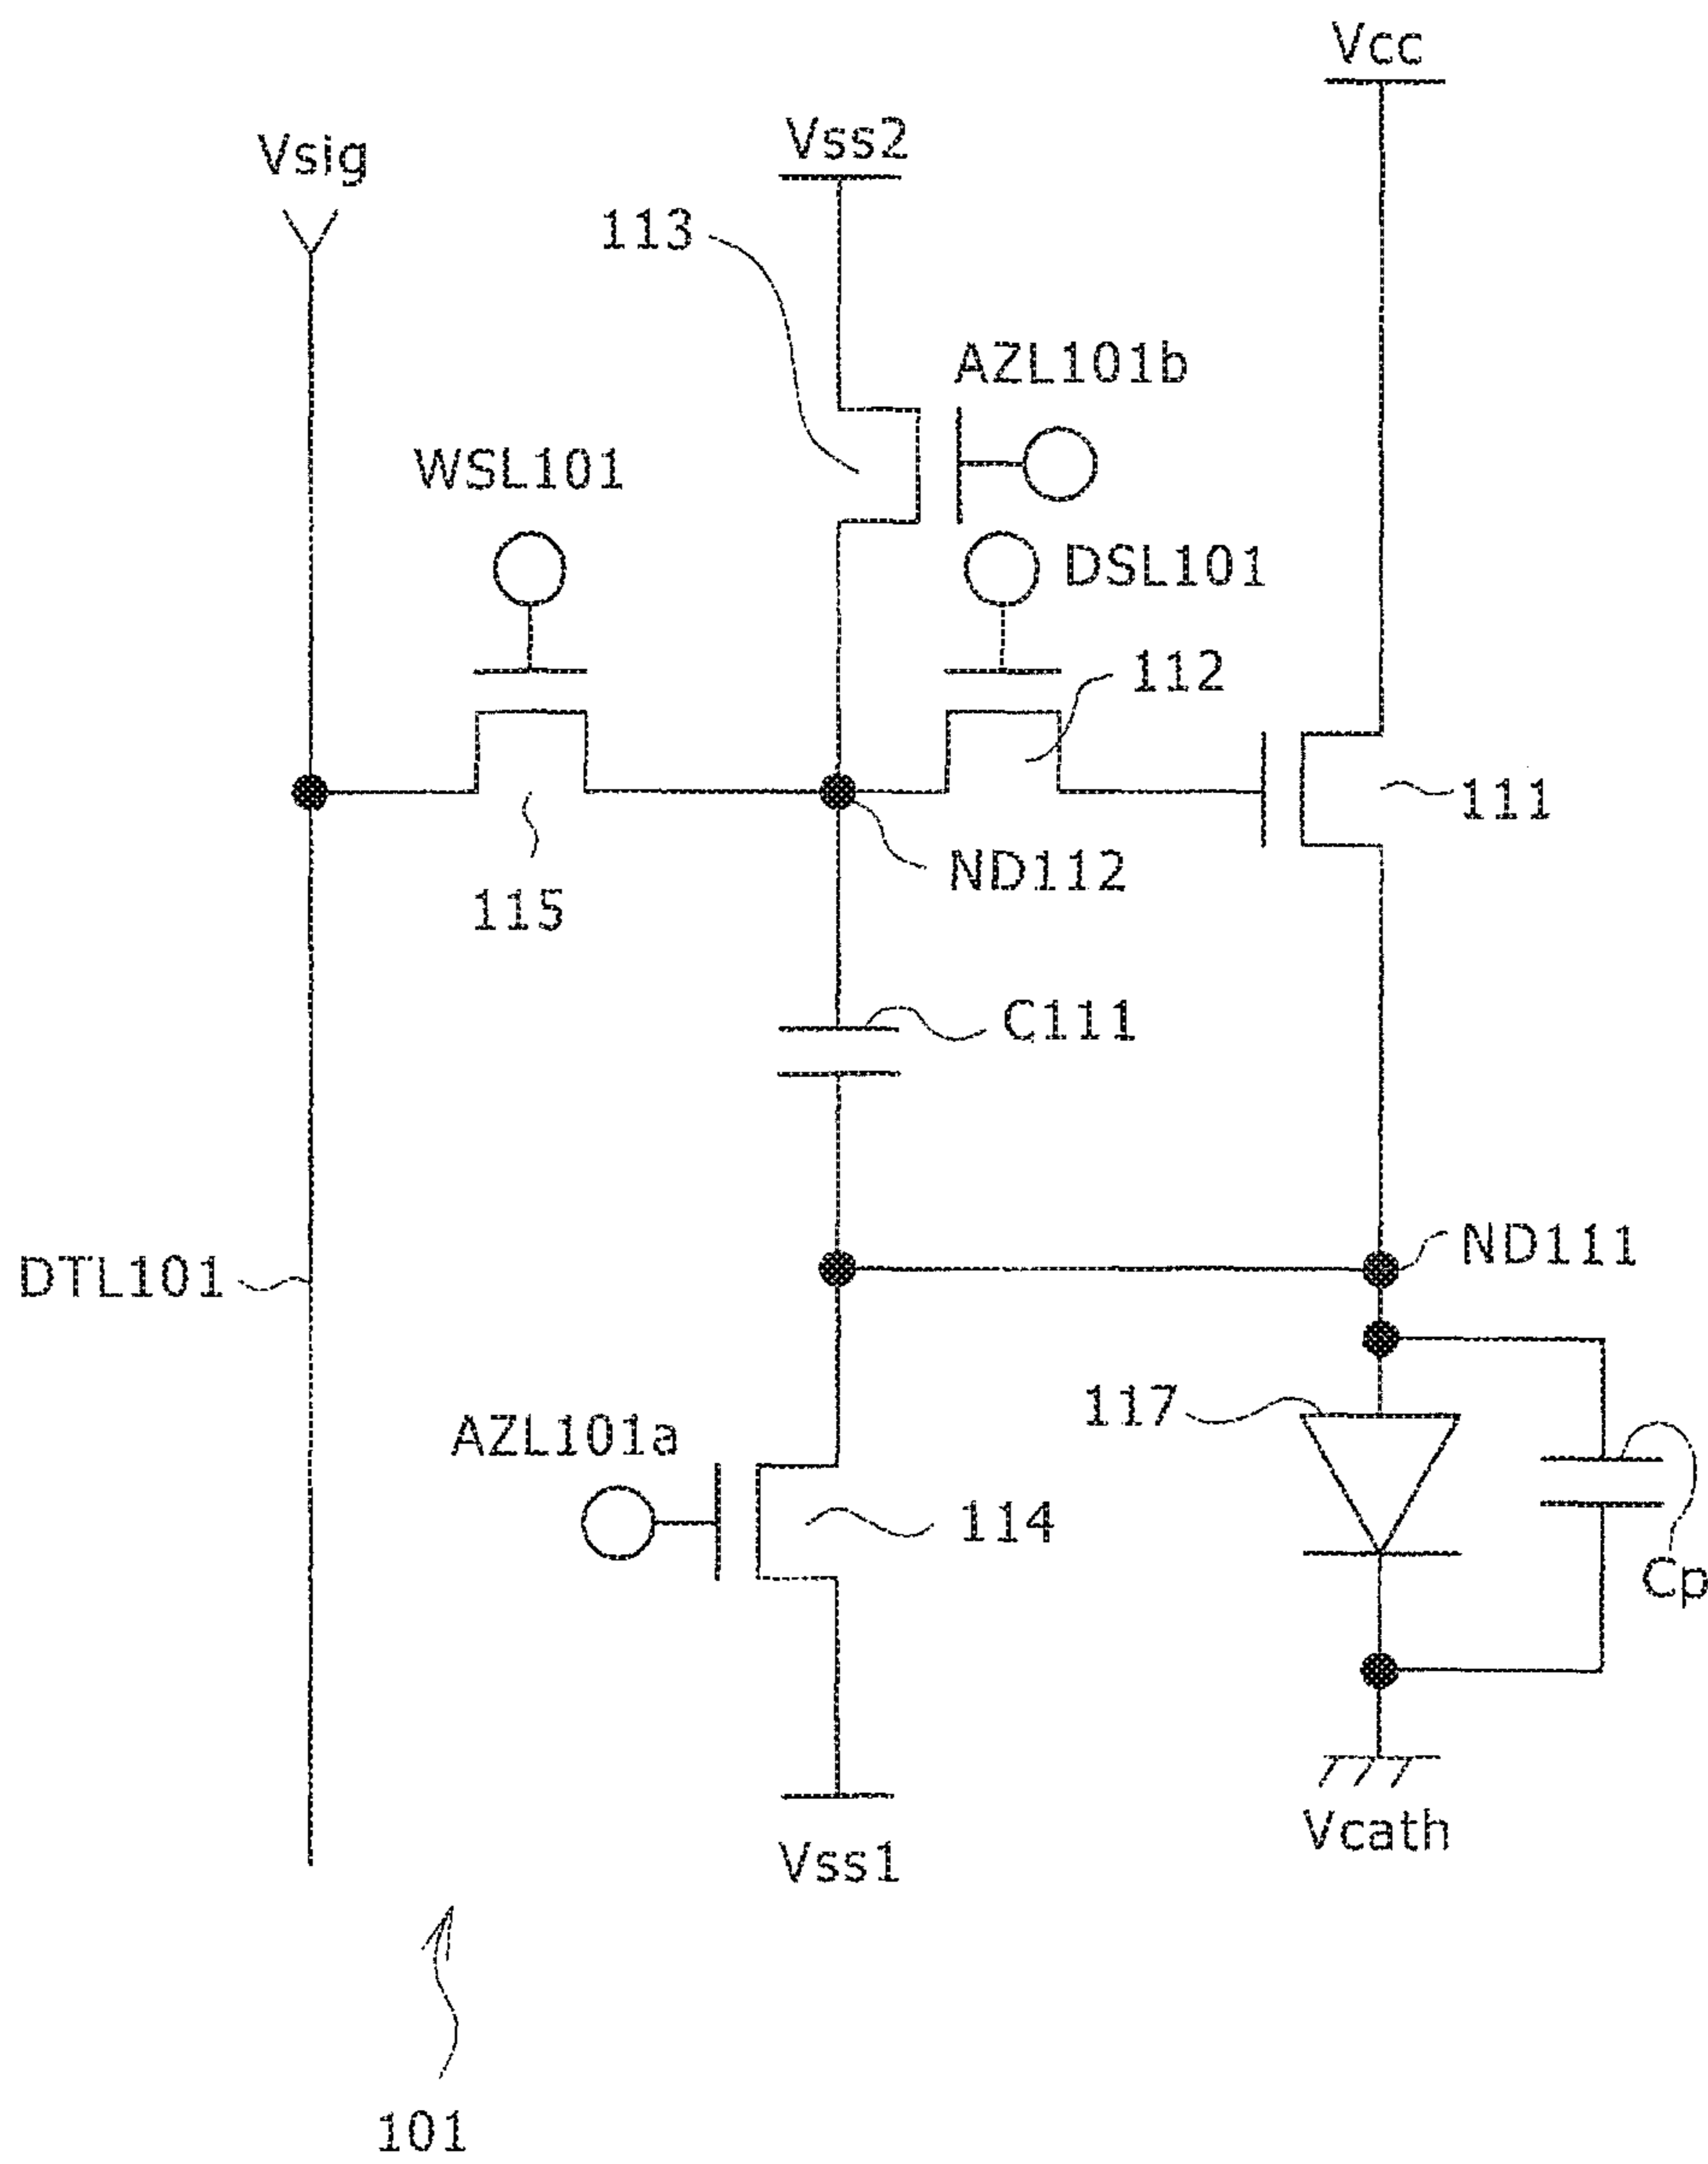 Vcc
Vsig
Vss2
113
AZL101b
WSL101
DSL101
112
111
ND112
115
C111
ND111
DTL101
117
AZL101a
114
Cp
Vcath
Vss1
101